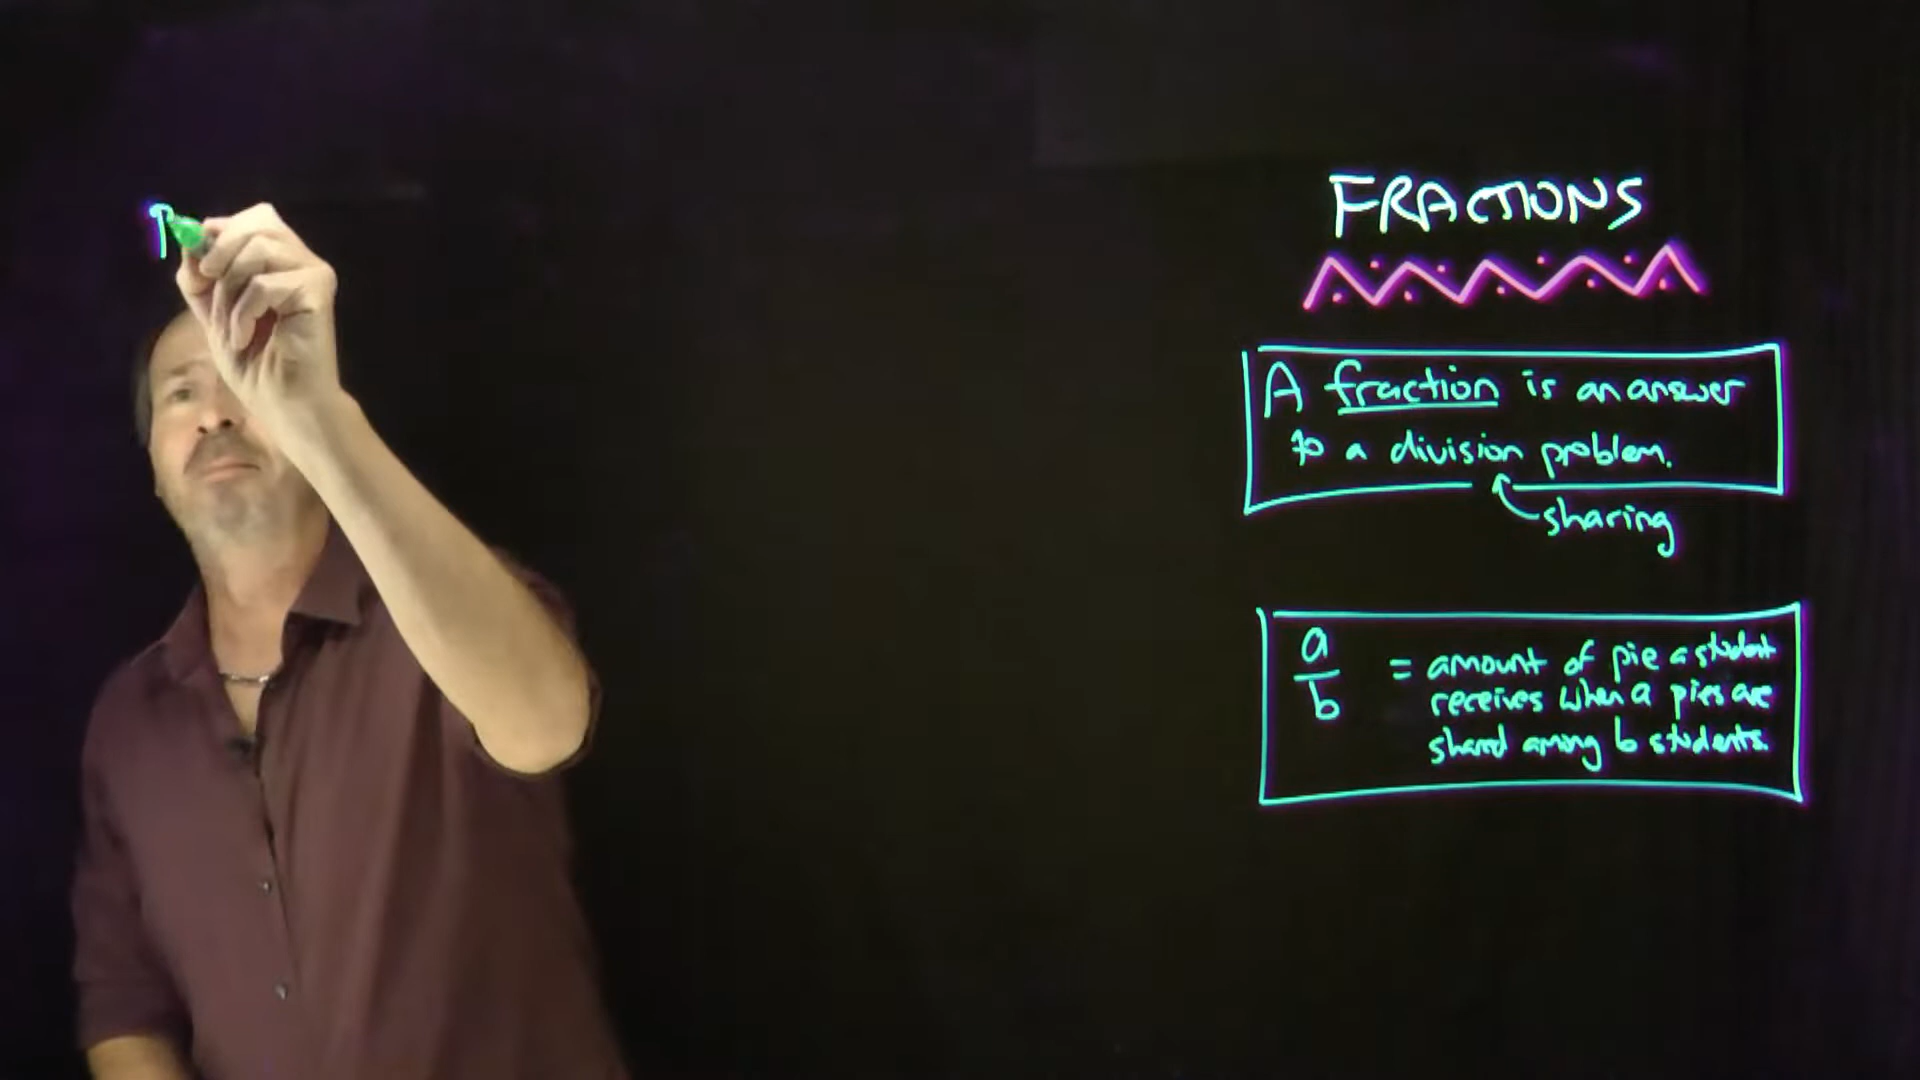 FRACTIONS
A fraction is an answer
to a division problem.
sharing
a
b
= amount of pie a student
receives when a pies are
shared among b students.